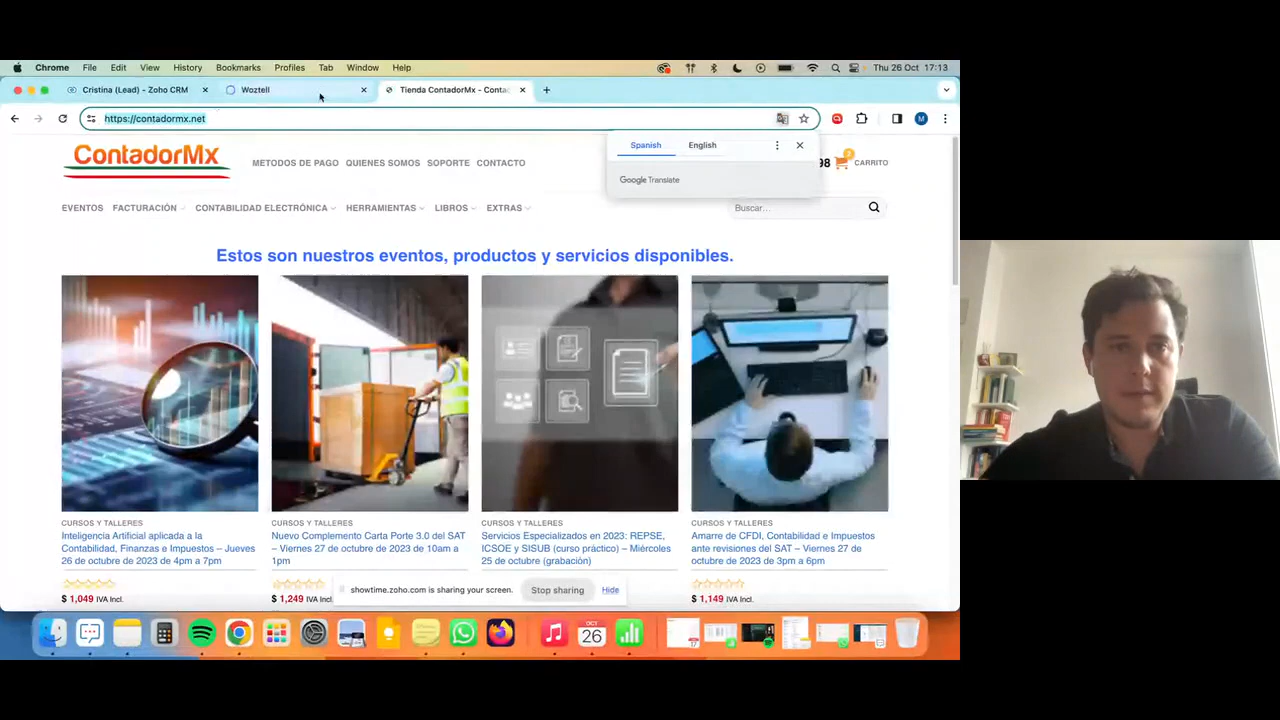 Chrome File Edit View History Bookmarks Profiles Tab Window Help Thu 26 Oct 17:13
Cristina (Lead) - Zoho CRM Woztell Tienda ContadorMx - Conta
https://contadormx.net M
Spanish English
Google Translate
ContadorMx
METODOS DE PAGO QUIENES SOMOS SOPORTE CONTACTO 98 CARRITO
EVENTOS FACTURACIÓN CONTABILIDAD ELECTRÓNICA HERRAMIENTAS LIBROS EXTRAS Buscar...
Estos son nuestros eventos, productos y servicios disponibles.
CURSOS Y TALLERES
Inteligencia Artificial aplicada a la
Contabilidad, Finanzas e Impuestos – Jueves
26 de octubre de 2023 de 4pm a 7pm
$ 1,049 IVA Incl.
CURSOS Y TALLERES
Nuevo Complemento Carta Porte 3.0 del SAT
– Viernes 27 de octubre de 2023 de 10am a
1pm
$ 1,249 IVA Incl.
CURSOS Y TALLERES
Servicios Especializados en 2023: REPSE,
ICSOE y SISUB (curso práctico) – Miércoles
25 de octubre (grabación)
CURSOS Y TALLERES
Amarre de CFDI, Contabilidad e Impuestos
ante revisiones del SAT – Viernes 27 de
octubre de 2023 de 3pm a 6pm
$ 1,149 IVA Incl.
showtime.zoho.com is sharing your screen. Stop sharing Hide
OCT
26
17